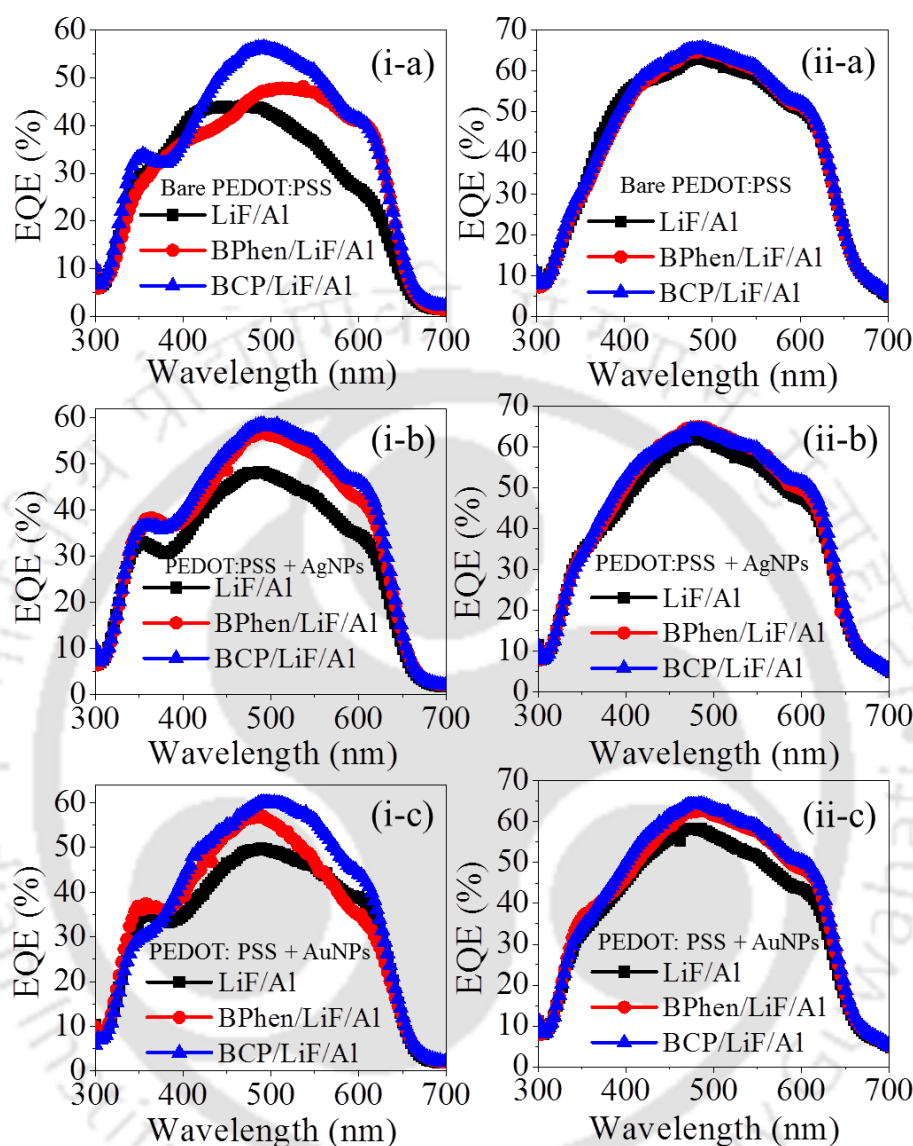 (i-a)
EQE (%)
60
50
40
30
20
10
0
Bare PEDOT:PSS
LiF/Al
BPhen/LiF/Al
BCP/LiF/Al
300 400 500 600 700
Wavelength (nm)
(ii-a)
EQE (%)
70
60
50
40
30
20
10
0
Bare PEDOT:PSS
LiF/Al
BPhen/LiF/Al
BCP/LiF/Al
300 400 500 600 700
Wavelength (nm)
(i-b)
EQE (%)
60
50
40
30
20
10
0
PEDOT:PSS + AgNPs
LiF/Al
BPhen/LiF/Al
BCP/LiF/Al
300 400 500 600 700
Wavelength (nm)
(ii-b)
EQE (%)
70
60
50
40
30
20
10
0
PEDOT:PSS + AgNPs
LiF/Al
BPhen/LiF/Al
BCP/LiF/Al
300 400 500 600 700
Wavelength (nm)
(i-c)
EQE (%)
60
50
40
30
20
10
0
PEDOT: PSS + AuNPs
LiF/Al
BPhen/LiF/Al
BCP/LiF/Al
300 400 500 600 700
Wavelength (nm)
(ii-c)
EQE (%)
70
60
50
40
30
20
10
0
PEDOT: PSS + AuNPs
LiF/Al
BPhen/LiF/Al
BCP/LiF/Al
300 400 500 600 700
Wavelength (nm)